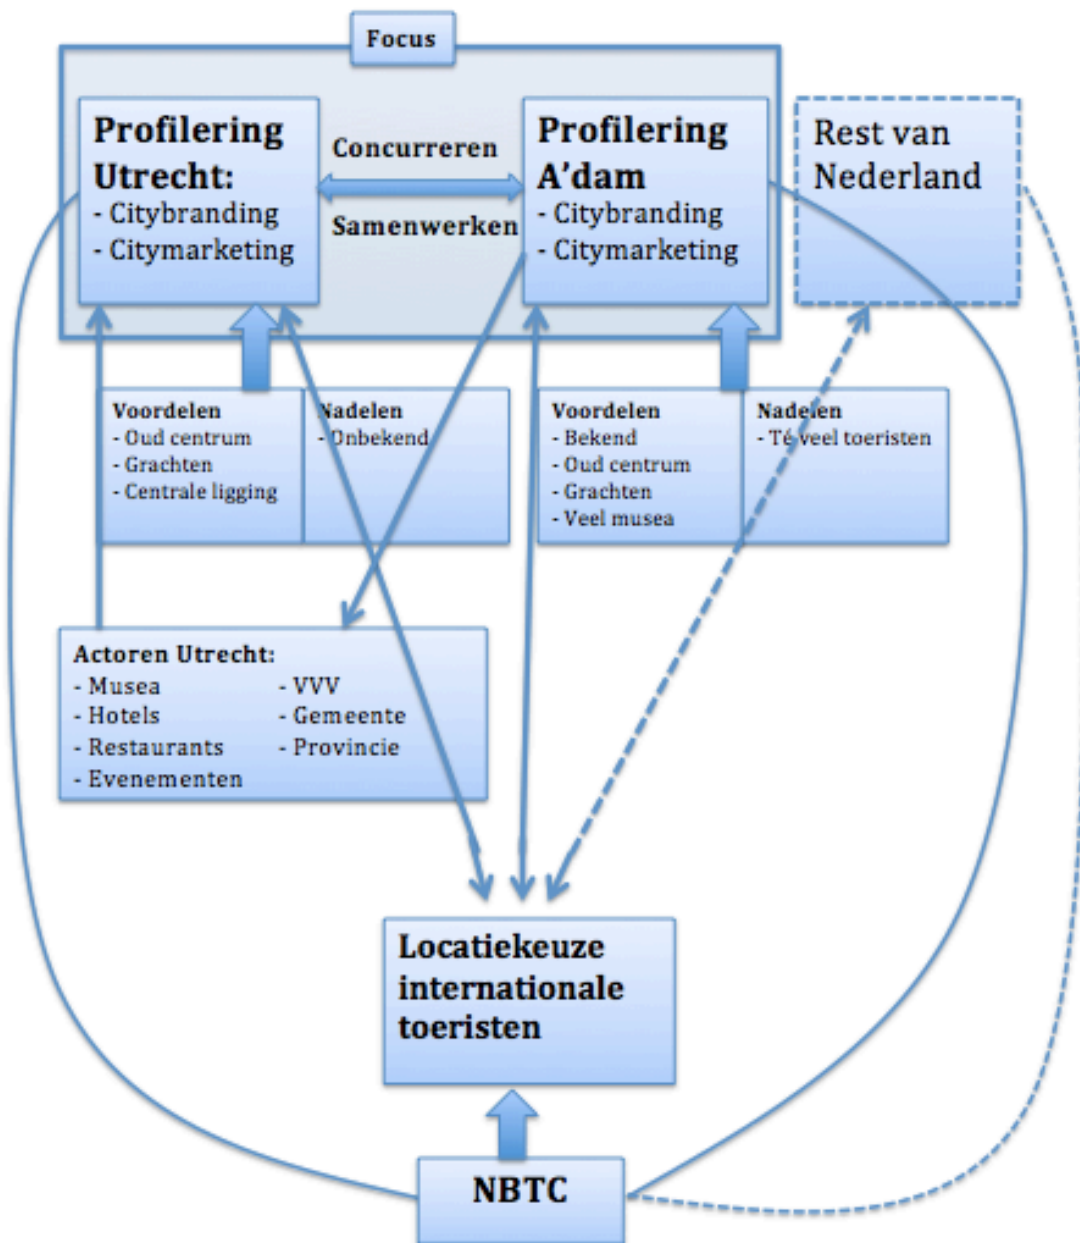 Focus
Profilering
Utrecht:
- Citybranding
- Citymarketing
Concurreren
Samenwerken
Profilering
A'dam
- Citybranding
- Citymarketing
Rest van
Nederland
Voordelen
- Oud centrum
- Grachten
- Centrale ligging
Nadelen
- Onbekend
Voordelen
- Bekend
- Oud centrum
- Grachten
- Veel musea
Nadelen
- Té veel toeristen
Actoren Utrecht:
- Musea
- Hotels
- Restaurants
- Evenementen
- VVV
- Gemeente
- Provincie
Locatiekeuze
internationale
toeristen
NBTC